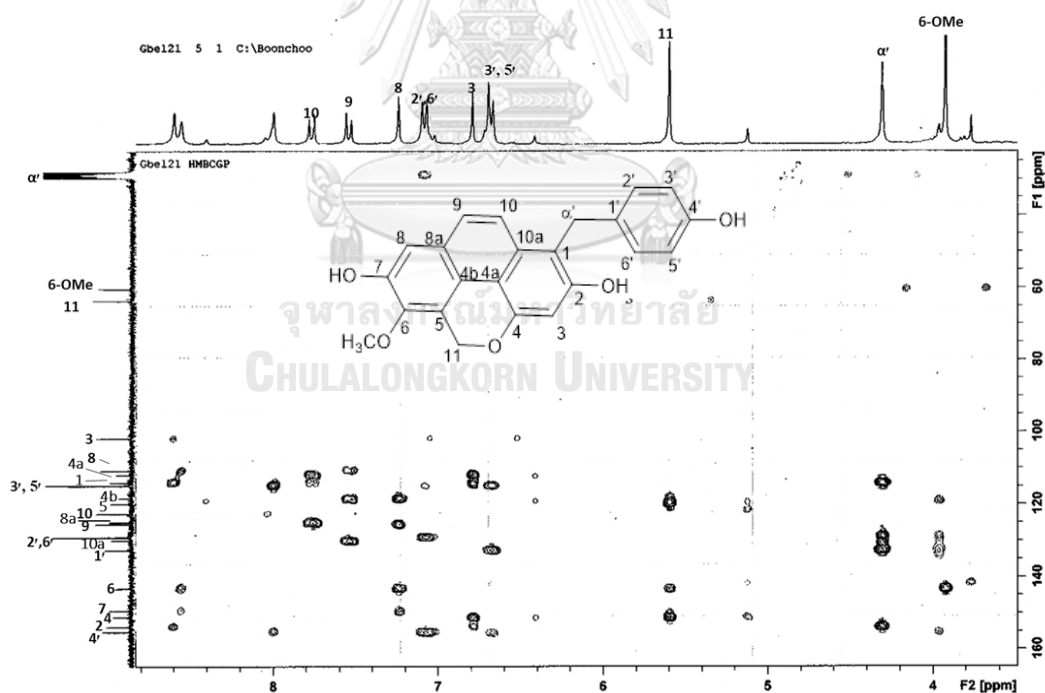 6-OMe
Gbel21 5 1 C:\Boonchoo
11
α'
3', 5'
8
2', 6'
3
9
10
Gbel21 HMBCGP
α'
F1 [ppm]
2' 3'
9 10 α' 1' 4' OH
8 8a 10a 1 6' 5'
HO 7 4b 4a 2 OH
6 5 4 3
H₃CO 11 O
6-OMe
11
60
จุฬาลงกรณ์มหาวิทยาลัย
CHULALONGKORN UNIVERSITY
80
3
100
8
4a
1
3', 5'
4b
5
120
10
8a
9
2',6'
10a
1'
140
6
7
4
2
4'
160
8 7 6 5 4 F2 [ppm]